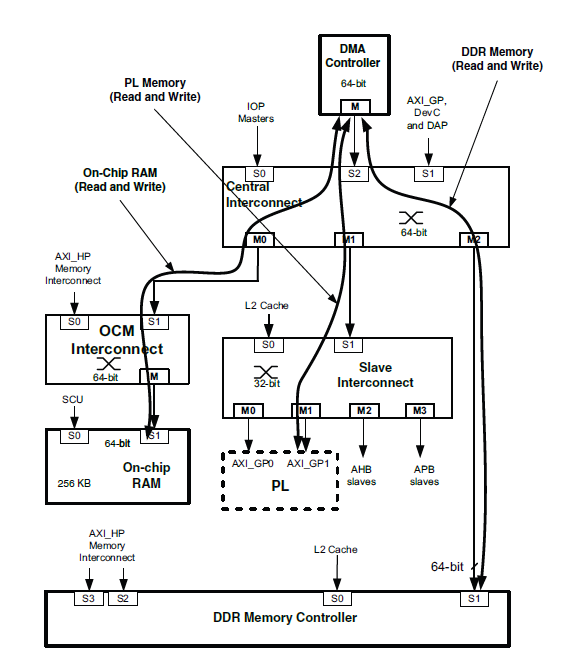 DMA
Controller
64-bit
M
DDR Memory
(Read and Write)
PL Memory
(Read and Write)
IOP
Masters
AXI_GP,
DevC
and DAP
On-Chip RAM
(Read and Write)
S0
S2
S1
Central
Interconnect
64-bit
M0
M1
M2
AXI_HP
Memory
Interconnect
L2 Cache
S0
S1
OCM
Interconnect
64-bit
M
S0
S1
32-bit
Slave
Interconnect
M0
M1
M2
M3
SCU
S0
64-bit
S1
256 KB
On-chip
RAM
AXI_GP0
AXI_GP1
PL
AHB
slaves
APB
slaves
AXI_HP
Memory
Interconnect
L2 Cache
64-bit
S3
S2
S0
S1
DDR Memory Controller